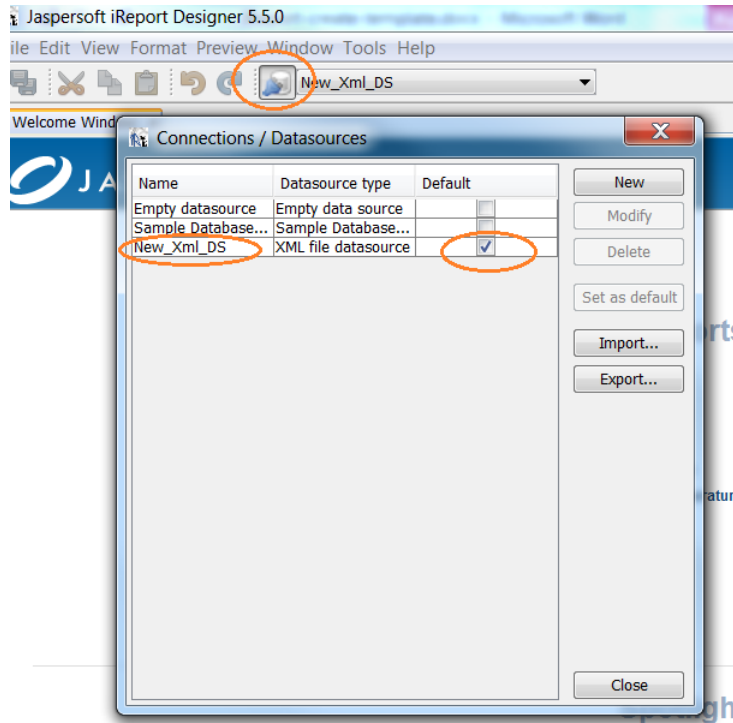 Jaspersoft iReport Designer 5.5.0
ile Edit View Format Preview Window Tools Help
New_Xml_DS
Welcome Wind
Connections / Datasources
JA
Name Datasource type Default
New
Empty datasource Empty data source
Modify
Sample Database... Sample Database...
New_Xml_DS XML file datasource
Delete
Set as default
Import...
Export...
Close